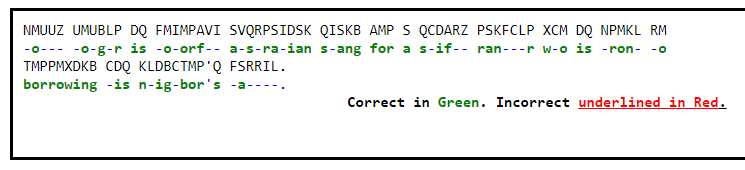 NMUUZ UMUBLP DQ FMIMPAVI SVQRPSIDSK QISKB AMP S QCDARZ PSKFCLP XCM DQ NPMKL RM
-o--- -o-g-r is -o-orf-- a-s-ra-ian s-ang for a s-if-- ran---r w-o is -ron- -o
TMPPMXDKB CDQ KLDBCTMP'Q FSRRIL.
borrowing -is n-ig-bor's -a----.
Correct in Green. Incorrect underlined in Red.